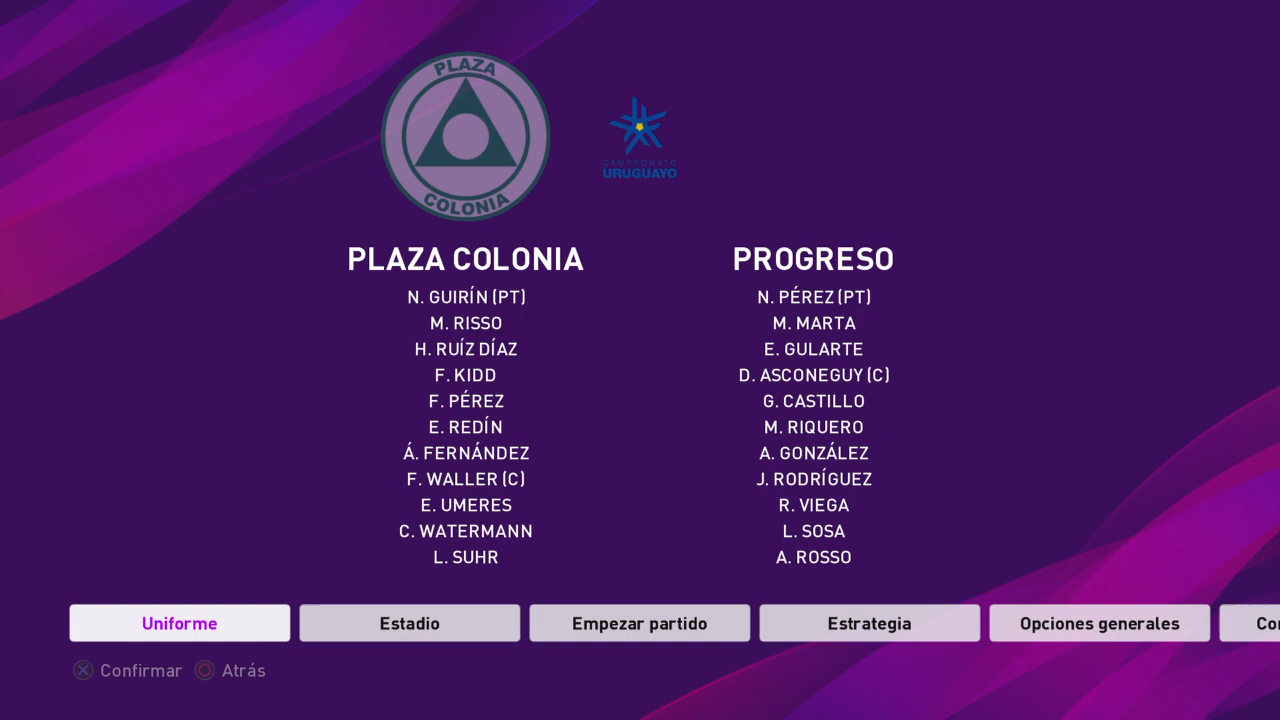 PLAZA
COLONIA
CAMPEONATO
URUGUAYO
PLAZA COLONIA
N. GUIRÍN (PT)
M. RISSO
H. RUÍZ DÍAZ
F. KIDD
F. PÉREZ
E. REDÍN
Á. FERNÁNDEZ
F. WALLER (C)
E. UMERES
C. WATERMANN
L. SUHR
PROGRESO
N. PÉREZ (PT)
M. MARTA
E. GULARTE
D. ASCONEGUY (C)
G. CASTILLO
M. RIQUERO
A. GONZÁLEZ
J. RODRÍGUEZ
R. VIEGA
L. SOSA
A. ROSSO
Uniforme Estadio Empezar partido Estrategia Opciones generales
Confirmar Atrás